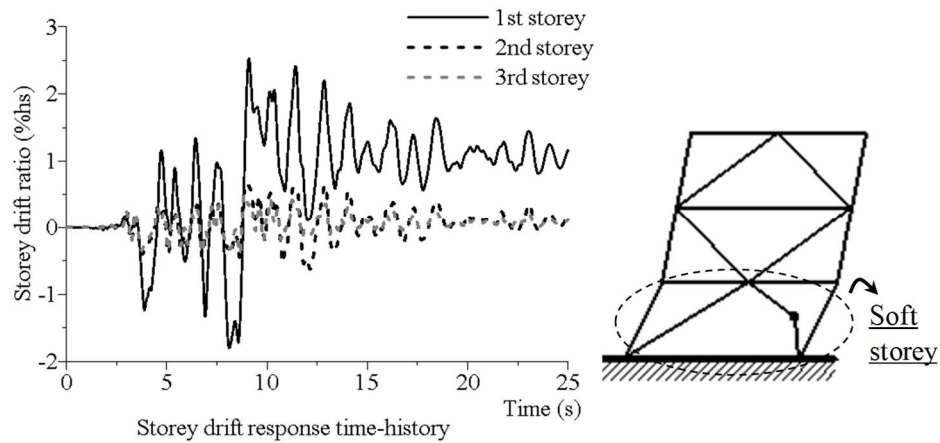 1st storey
2nd storey
3rd storey
Storey drift ratio (%hs)
3
2
1
0
-1
-2
0
5
10
15
20
25
Time (s)
Storey drift response time-history
Soft
storey